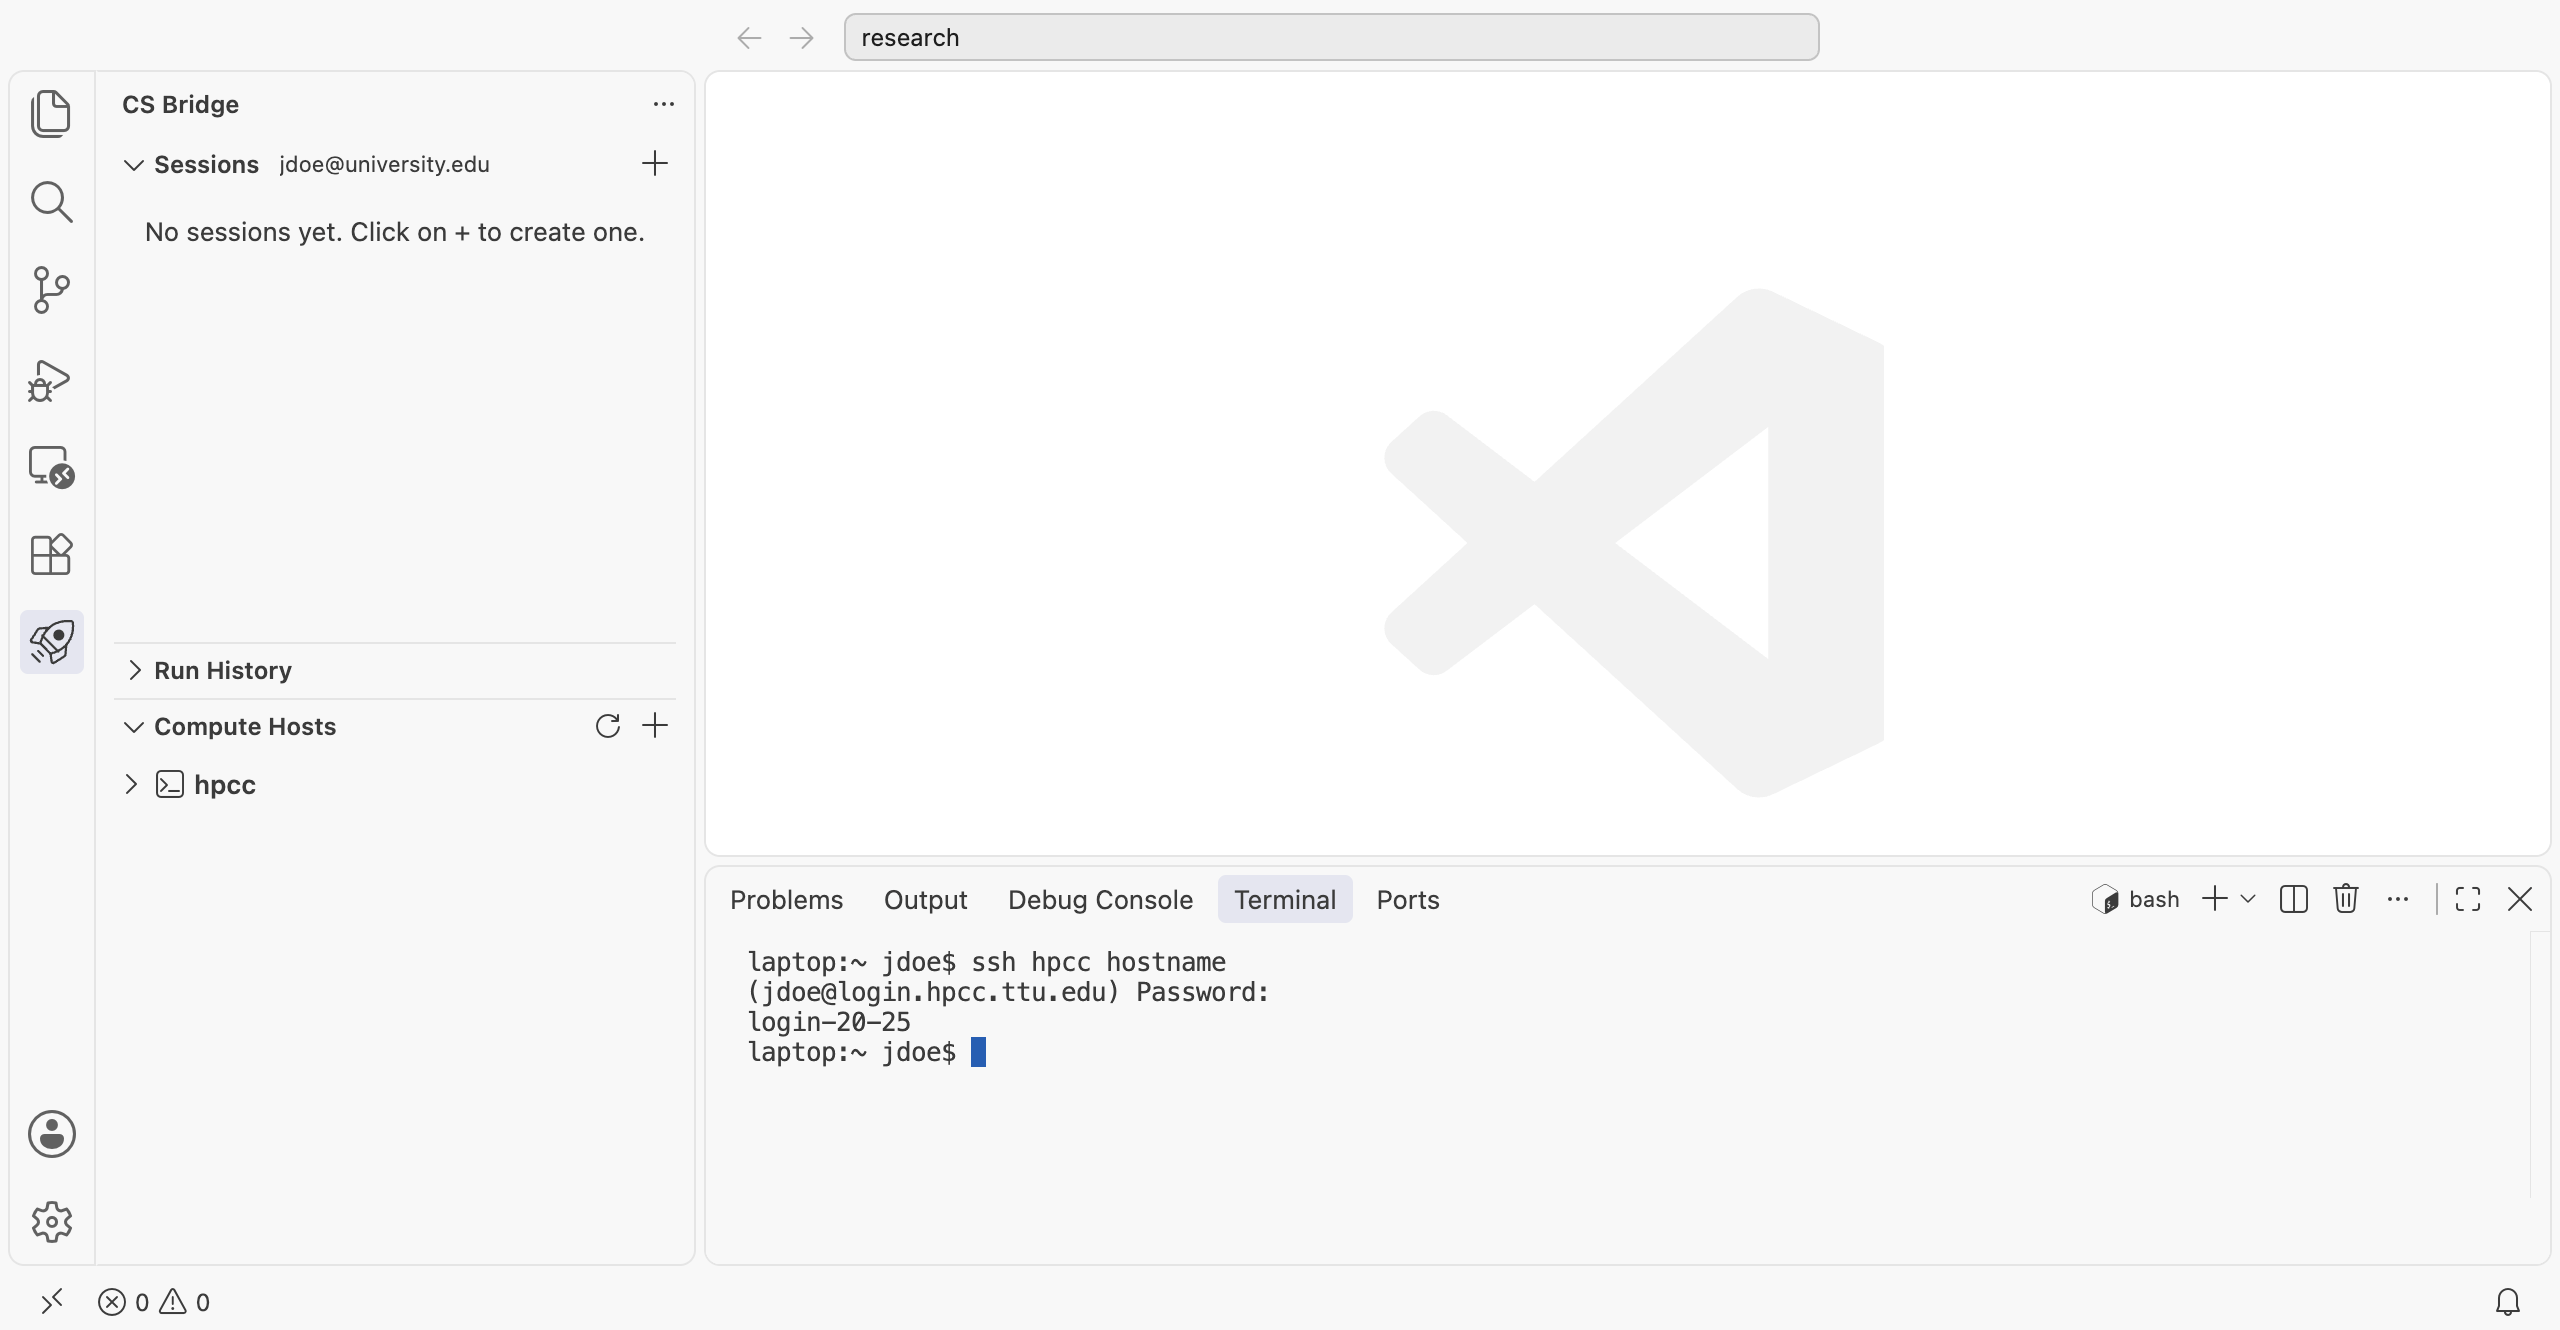 research
CS Bridge
Sessions jdoe@university.edu
No sessions yet. Click on + to create one.
Run History
Compute Hosts
hpcc
Problems Output Debug Console Terminal Ports
bash
laptop:~ jdoe$ ssh hpcc hostname
(jdoe@login.hpcc.ttu.edu) Password:
login-20-25
laptop:~ jdoe$
0 0